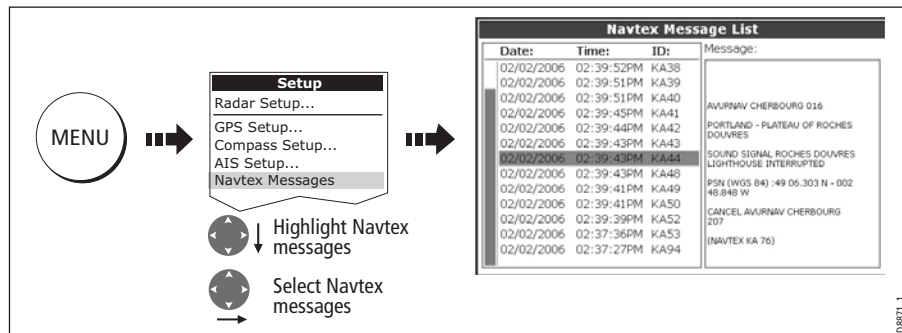 MENU
Setup
Radar Setup...
GPS Setup...
Compass Setup...
AIS Setup...
Navtex Messages
Highlight Navtex
messages
Select Navtex
messages
Navtex Message List
Date: Time: ID:
02/02/2006 02:39:52PM KA38
02/02/2006 02:39:51PM KA39
02/02/2006 02:39:51PM KA40
02/02/2006 02:39:45PM KA41
02/02/2006 02:39:44PM KA42
02/02/2006 02:39:43PM KA43
02/02/2006 02:39:43PM KA44
02/02/2006 02:39:43PM KA48
02/02/2006 02:39:41PM KA49
02/02/2006 02:39:41PM KA50
02/02/2006 02:39:39PM KA52
02/02/2006 02:37:36PM KA53
02/02/2006 02:37:27PM KA94
Message:
AVURNAV CHERBOURG 016
PORTLAND - PLATEAU OF ROCHES
DOUVRES
SOUND SIGNAL ROCHES DOUVRES
LIGHTHOUSE INTERRUPTED
PSN (WGS 84) :49 06.303 N - 002
48.848 W
CANCEL AVURNAV CHERBOURG
207
(NAVTEX KA 76)
D8871_1